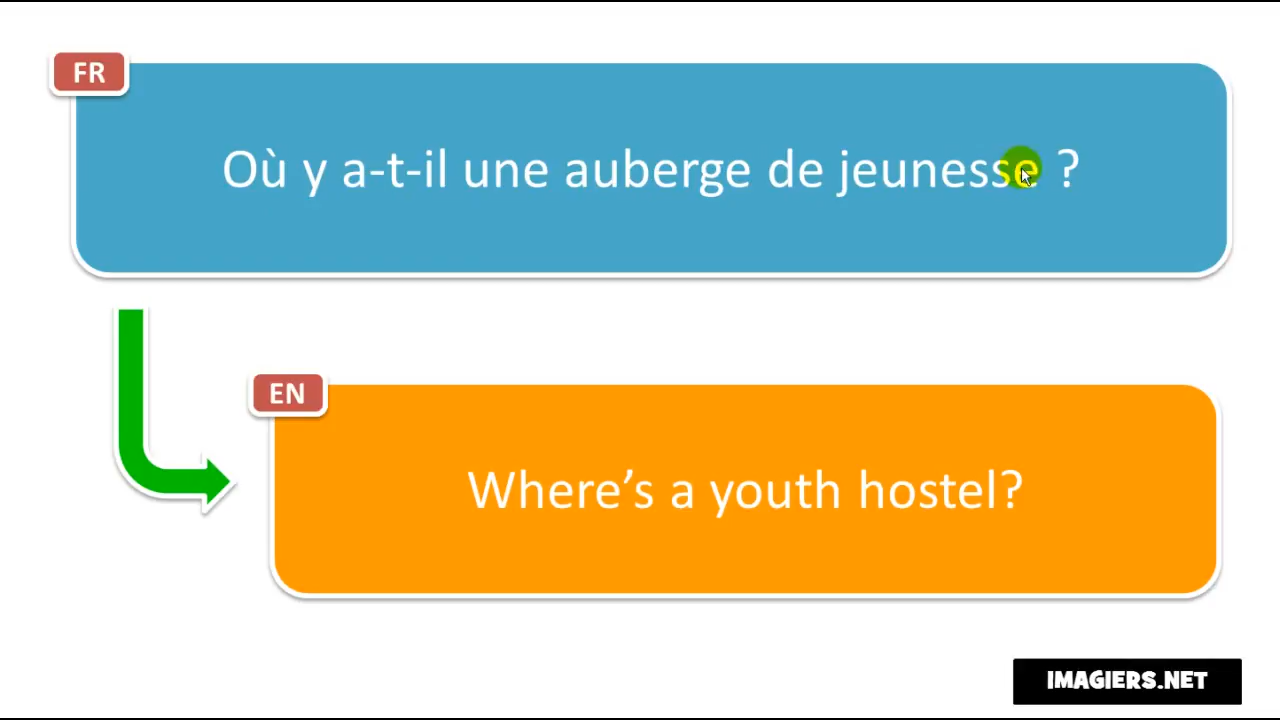 FR
Où y a-t-il une auberge de jeunesse ?
EN
Where’s a youth hostel?
IMAGIERS.NET